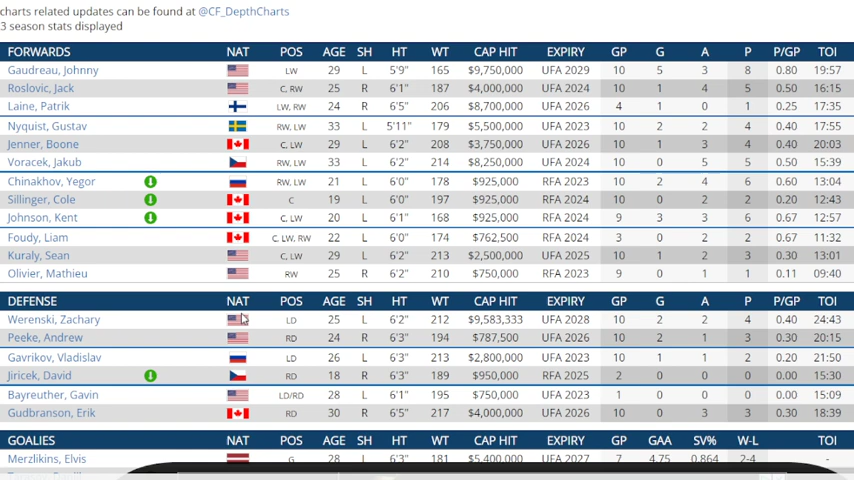 charts related updates can be found at @CF_DepthCharts
3 season stats displayed
FORWARDS NAT POS AGE SH HT WT CAP HIT EXPIRY GP G A P P/GP TOI
Gaudreau, Johnny LW 29 L 5'9" 165 $9,750,000 UFA 2029 10 5 3 8 0.80 19:57
Roslovic, Jack C, RW 25 R 6'1" 187 $4,000,000 UFA 2024 10 1 4 5 0.50 16:15
Laine, Patrik LW, RW 24 R 6'5" 206 $8,700,000 UFA 2026 4 1 0 1 0.25 17:35
Nyquist, Gustav RW, LW 33 L 5'11" 179 $5,500,000 UFA 2023 10 2 2 4 0.40 17:55
Jenner, Boone C, LW 29 L 6'2" 208 $3,750,000 UFA 2026 10 1 3 4 0.40 20:03
Voracek, Jakub RW, LW 33 L 6'2" 214 $8,250,000 UFA 2024 10 0 5 5 0.50 15:39
Chinakhov, Yegor RW, LW 21 L 6'0" 178 $925,000 RFA 2023 10 2 4 6 0.60 13:04
Sillinger, Cole C 19 L 6'0" 197 $925,000 RFA 2024 10 0 2 2 0.20 12:43
Johnson, Kent C, LW 20 L 6'1" 168 $925,000 RFA 2024 9 3 3 6 0.67 12:57
Foudy, Liam C, LW, RW 22 L 6'0" 174 $762,500 RFA 2024 3 0 2 2 0.67 11:32
Kuraly, Sean C, LW 29 L 6'2" 213 $2,500,000 UFA 2025 10 1 2 3 0.30 13:01
Olivier, Mathieu RW 25 R 6'2" 210 $750,000 RFA 2023 9 0 1 1 0.11 09:40
DEFENSE NAT POS AGE SH HT WT CAP HIT EXPIRY GP G A P P/GP TOI
Werenski, Zachary LD 25 L 6'2" 212 $9,583,333 UFA 2028 10 2 2 4 0.40 24:43
Peeke, Andrew RD 24 R 6'3" 194 $787,500 UFA 2026 10 2 1 3 0.30 20:15
Gavrikov, Vladislav LD 26 L 6'3" 213 $2,800,000 UFA 2023 10 1 1 2 0.20 21:50
Jiricek, David RD 18 R 6'3" 189 $950,000 RFA 2025 2 0 0 0 0.00 15:30
Bayreuther, Gavin LD/RD 28 L 6'1" 195 $750,000 UFA 2023 1 0 0 0 0.00 15:09
Gudbranson, Erik RD 30 R 6'5" 217 $4,000,000 UFA 2026 10 0 3 3 0.30 18:39
GOALIES NAT POS AGE SH HT WT CAP HIT EXPIRY GP GAA SV% W-L TOI
Merzlikins, Elvis G 28 L 6'3" 181 $5,400,000 UFA 2027 7 4.75 0.864 2-4 -